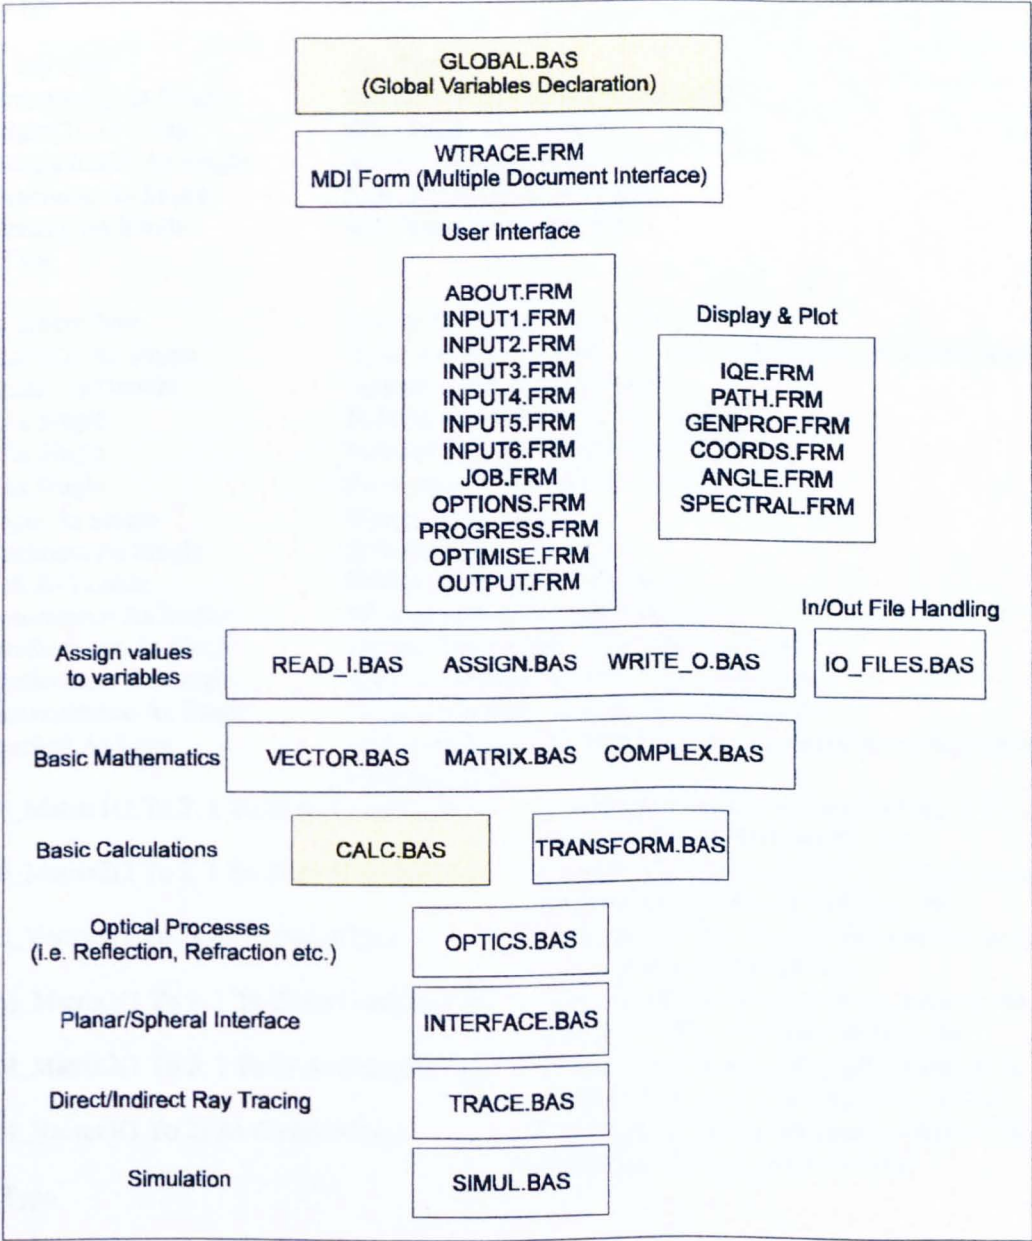 GLOBAL.BAS
(Global Variables Declaration)
WTRACE.FRM
MDI Form (Multiple Document Interface)
User Interface
ABOUT.FRM
INPUT1.FRM
INPUT2.FRM
INPUT3.FRM
INPUT4.FRM
INPUT5.FRM
INPUT6.FRM
JOB.FRM
OPTIONS.FRM
PROGRESS.FRM
OPTIMISE.FRM
OUTPUT.FRM
Display & Plot
IQE.FRM
PATH.FRM
GENPROF.FRM
COORDS.FRM
ANGLE.FRM
SPECTRAL.FRM
In/Out File Handling
Assign values
to variables
READ_I.BAS ASSIGN.BAS WRITE_O.BAS
IO_FILES.BAS
Basic Mathematics
VECTOR.BAS MATRIX.BAS COMPLEX.BAS
Basic Calculations
CALC.BAS
TRANSFORM.BAS
Optical Processes
(i.e. Reflection, Refraction etc.)
OPTICS.BAS
Planar/Spheral Interface
INTERFACE.BAS
Direct/Indirect Ray Tracing
TRACE.BAS
Simulation
SIMUL.BAS